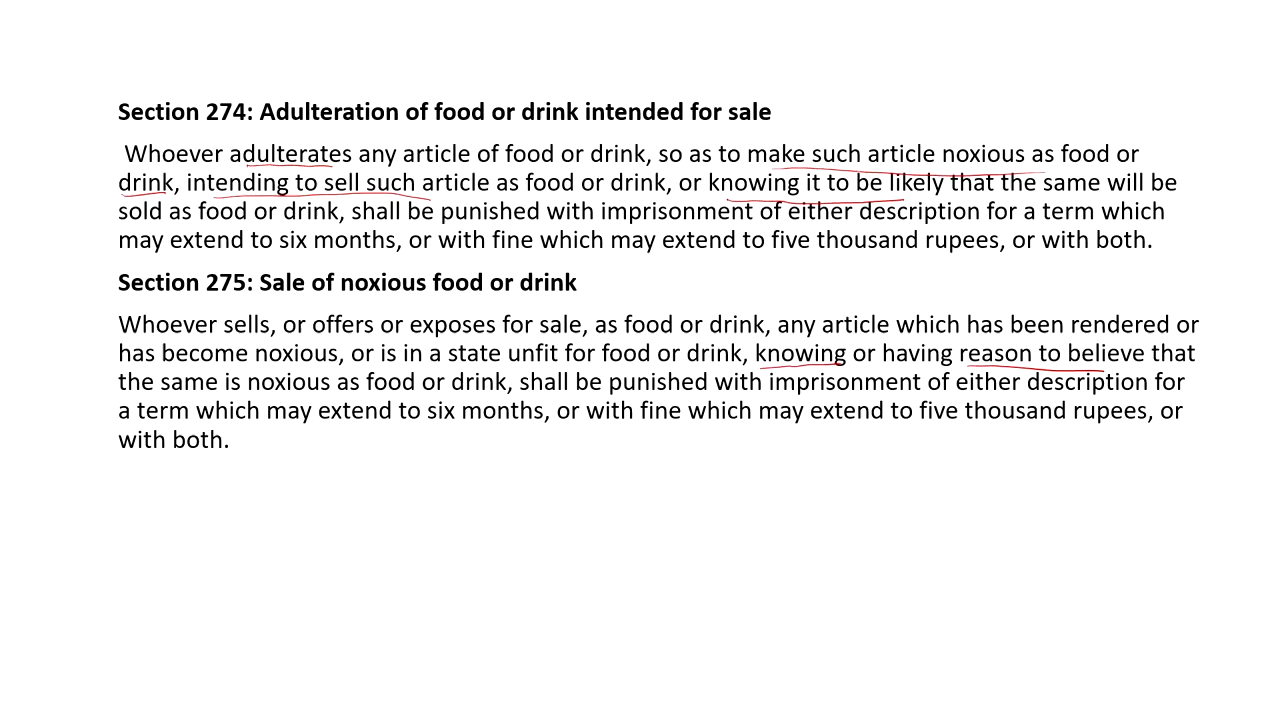 Section 274: Adulteration of food or drink intended for sale
Whoever adulterates any article of food or drink, so as to make such article noxious as food or
drink, intending to sell such article as food or drink, or knowing it to be likely that the same will be
sold as food or drink, shall be punished with imprisonment of either description for a term which
may extend to six months, or with fine which may extend to five thousand rupees, or with both.
Section 275: Sale of noxious food or drink
Whoever sells, or offers or exposes for sale, as food or drink, any article which has been rendered or
has become noxious, or is in a state unfit for food or drink, knowing or having reason to believe that
the same is noxious as food or drink, shall be punished with imprisonment of either description for
a term which may extend to six months, or with fine which may extend to five thousand rupees, or
with both.